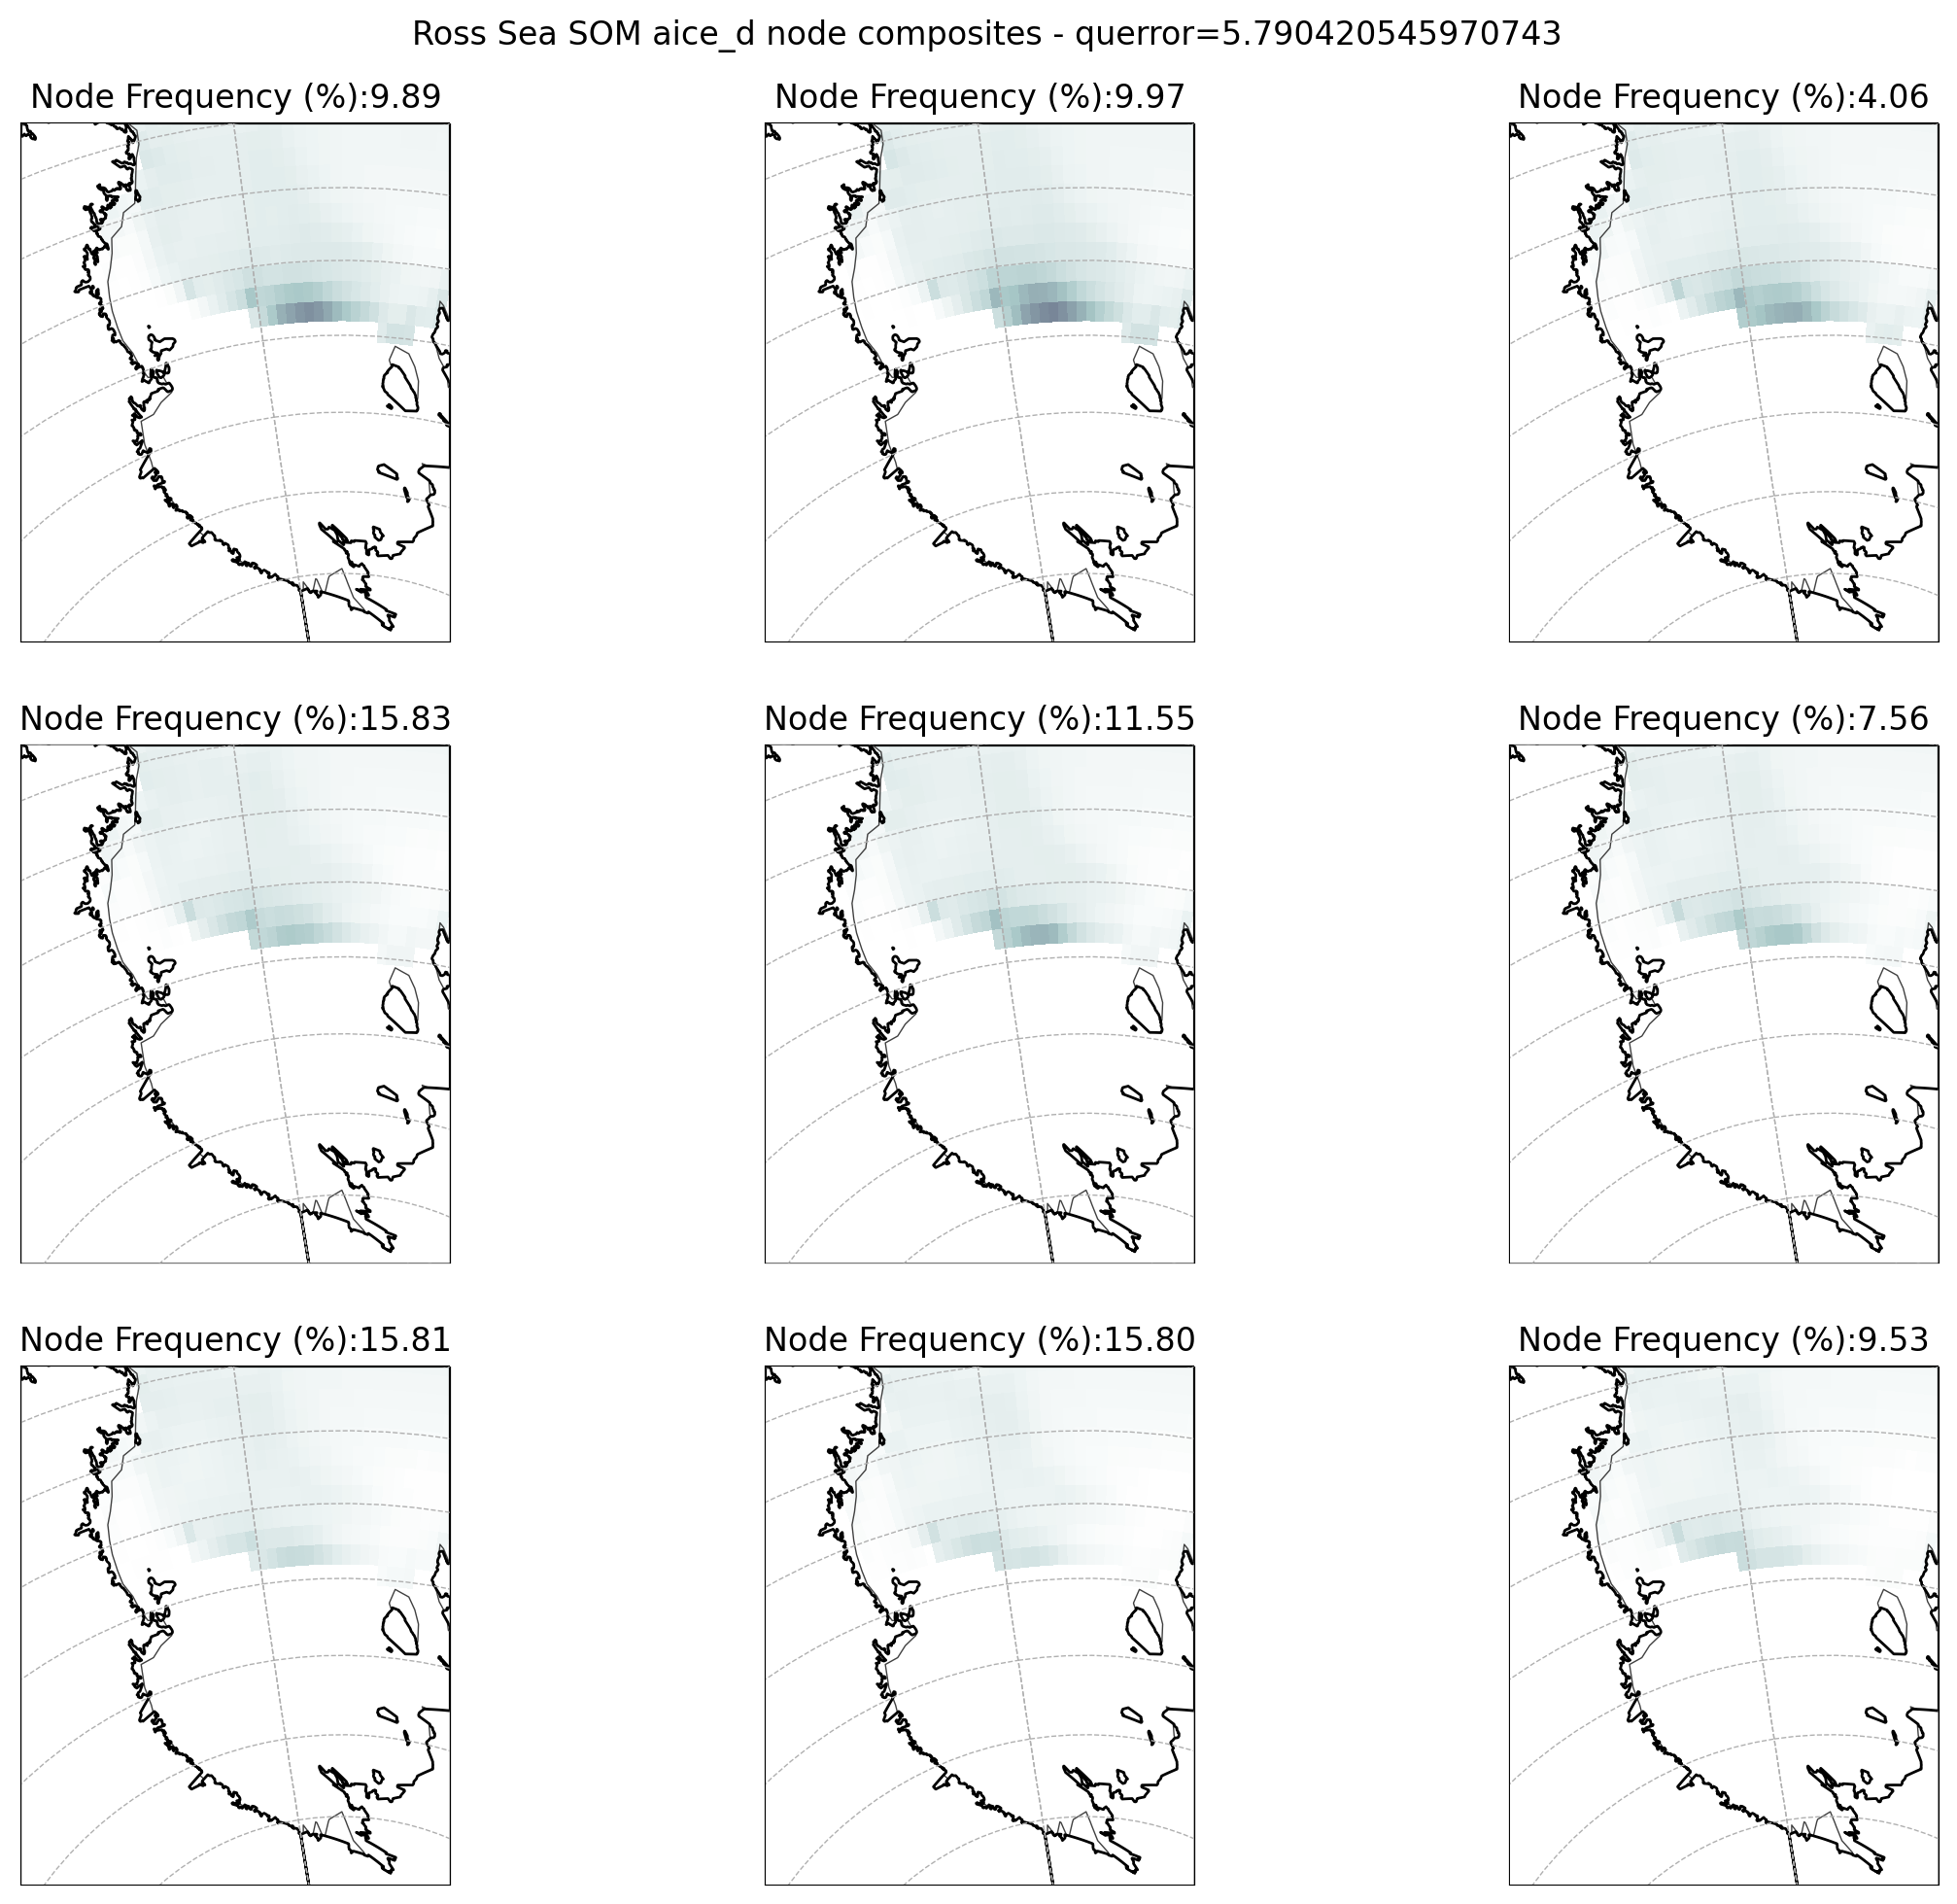 Ross Sea SOM aice_d node composites - querror=5.790420545970743
Node Frequency (%):9.89
Node Frequency (%):9.97
Node Frequency (%):4.06
Node Frequency (%):15.83
Node Frequency (%):11.55
Node Frequency (%):7.56
Node Frequency (%):15.81
Node Frequency (%):15.80
Node Frequency (%):9.53